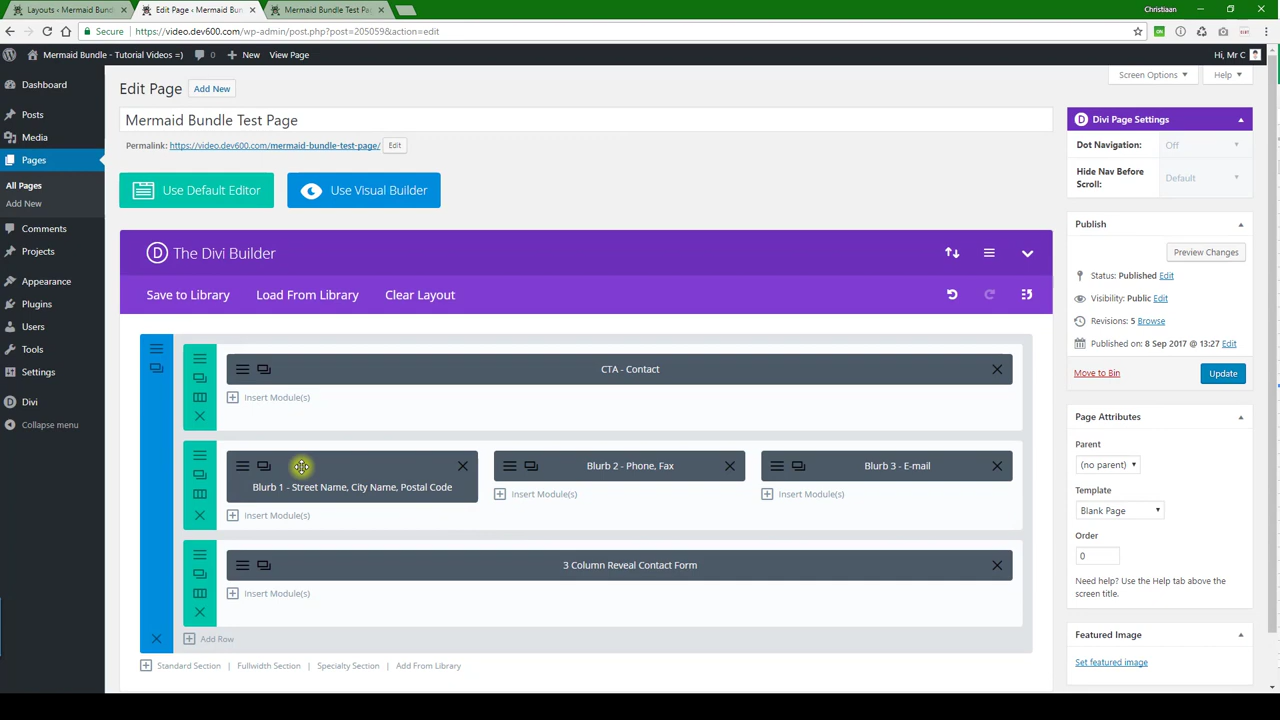 Layouts ‹ Mermaid Bund
Edit Page ‹ Mermaid Bun
Mermaid Bundle Test Pag
Christiaan
Secure
https://video.dev600.com/wp-admin/post.php?post=205059&action=edit
Mermaid Bundle - Tutorial Videos =)
0
New
View Page
Hi, Mr C
Dashboard
Posts
Media
Pages
All Pages
Add New
Comments
Projects
Appearance
Plugins
Users
Tools
Settings
Divi
Collapse menu
Screen Options
Help
Edit Page
Add New
Mermaid Bundle Test Page
Permalink: https://video.dev600.com/mermaid-bundle-test-page/
Edit
Use Default Editor
Use Visual Builder
D The Divi Builder
Save to Library
Load From Library
Clear Layout
CTA - Contact
Insert Module(s)
Blurb 1 - Street Name, City Name, Postal Code
Insert Module(s)
Blurb 2 - Phone, Fax
Insert Module(s)
Blurb 3 - E-mail
Insert Module(s)
3 Column Reveal Contact Form
Insert Module(s)
Add Row
Standard Section | Fullwidth Section | Specialty Section | Add From Library
D Divi Page Settings
Dot Navigation:
Off
Hide Nav Before
Scroll:
Default
Publish
Preview Changes
Status: Published Edit
Visibility: Public Edit
Revisions: 5 Browse
Published on: 8 Sep 2017 @ 13:27 Edit
Move to Bin
Update
Page Attributes
Parent
(no parent)
Template
Blank Page
Order
0
Need help? Use the Help tab above the
screen title.
Featured Image
Set featured image